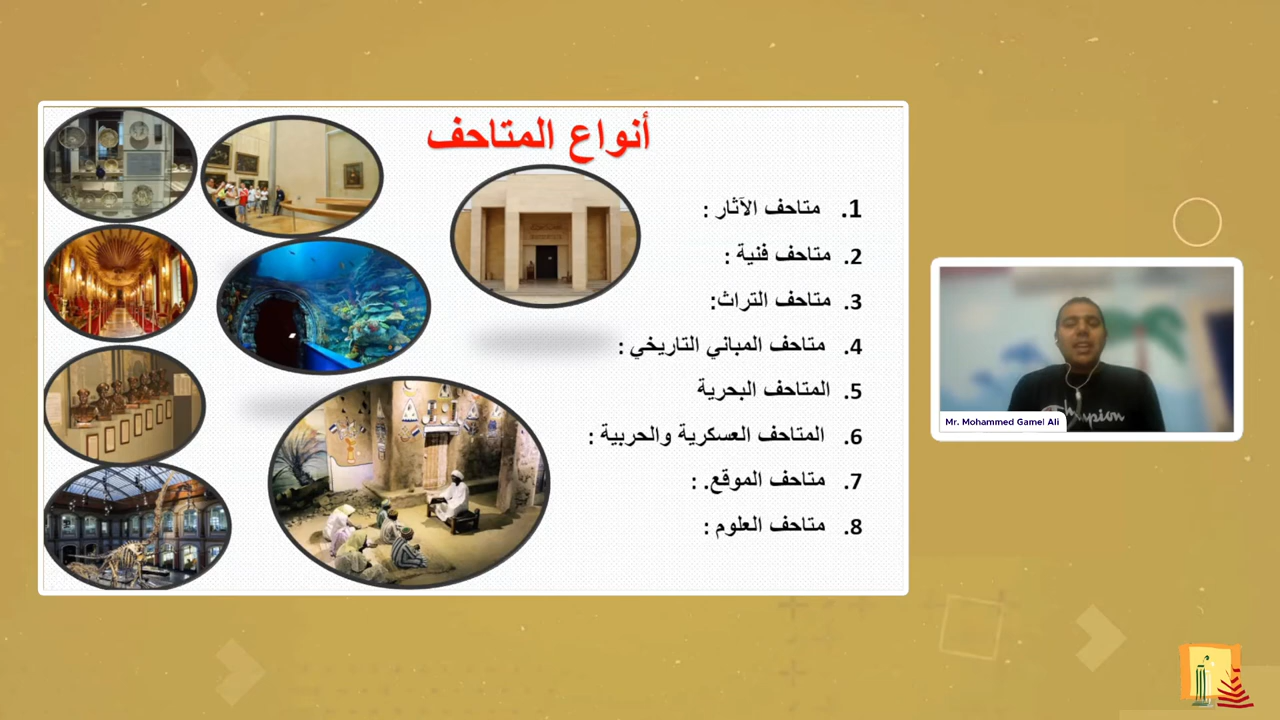 أنواع المتاحف
1. متاحف الآثار :
2. متاحف فنية :
3. متاحف التراث:
4. متاحف المباني التاريخي :
5. المتاحف البحرية
6. المتاحف العسكرية والحربية :
7. متاحف الموقع. :
8. متاحف العلوم :
Champion
Mr. Mohammed Gamel Ali